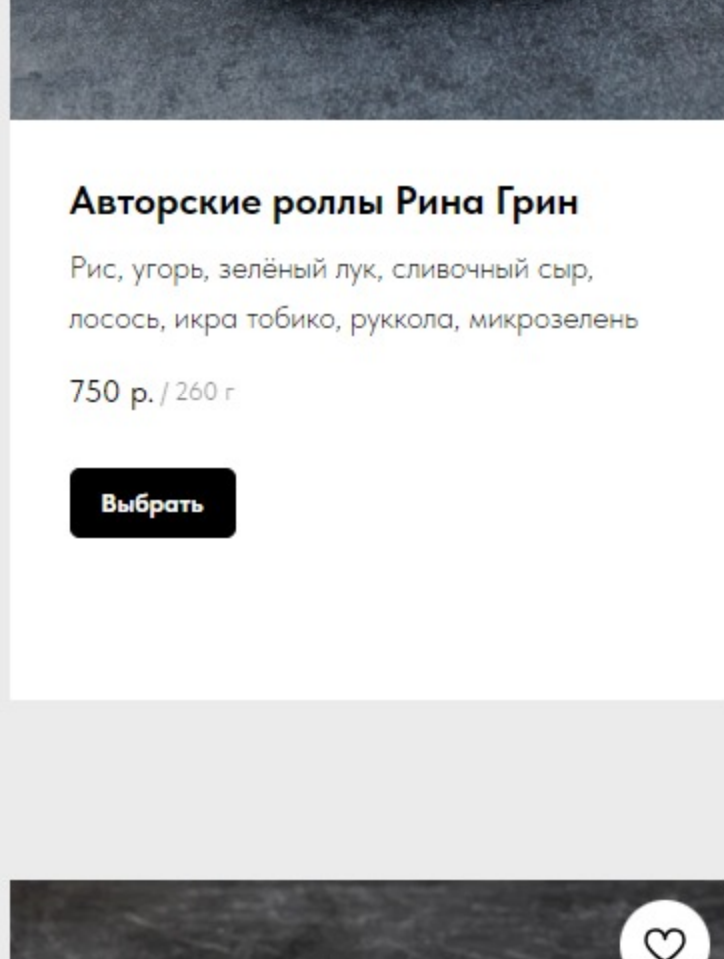 Авторские роллы Рина Грин
Рис, угорь, зелёный лук, сливочный сыр,
лосось, икра тобико, руккола, микрозелень
750 р. / 260 г
Выбрать